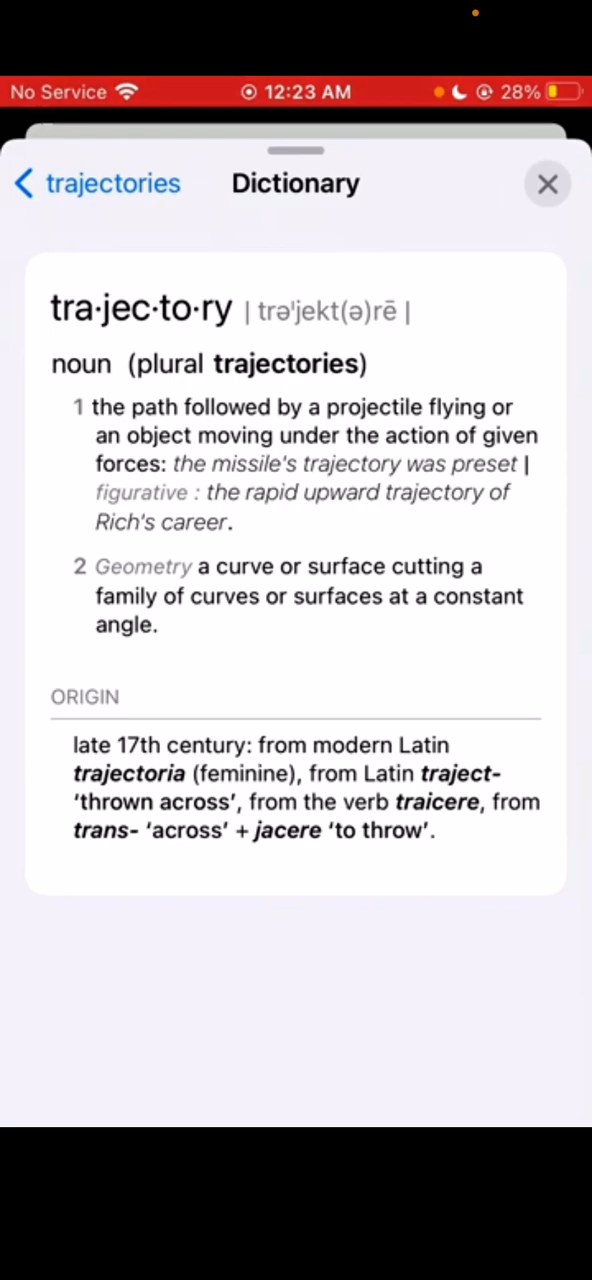 No Service 12:23 AM 28%
trajectories Dictionary
tra·jec·to·ry | trəˈjekt(ə)rē |
noun (plural trajectories)
1 the path followed by a projectile flying or
an object moving under the action of given
forces: the missile's trajectory was preset |
figurative : the rapid upward trajectory of
Rich's career.
2 Geometry a curve or surface cutting a
family of curves or surfaces at a constant
angle.
ORIGIN
late 17th century: from modern Latin
trajectoria (feminine), from Latin traject-
‘thrown across’, from the verb traicere, from
trans- ‘across’ + jacere ‘to throw’.